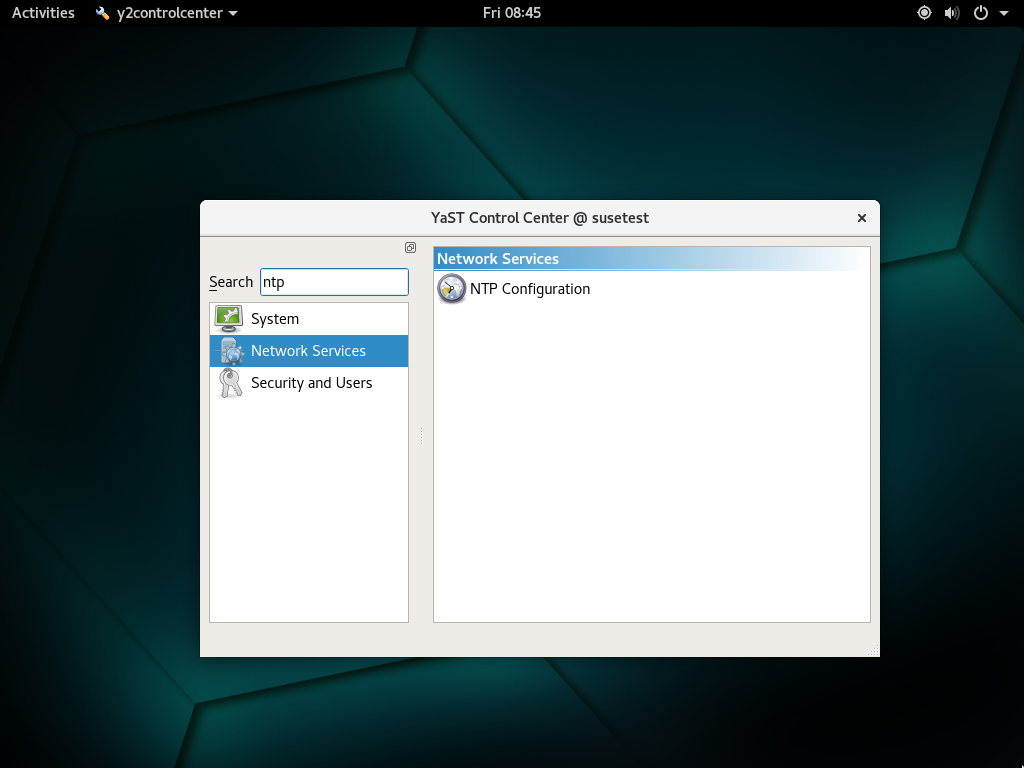 Activities y2controlcenter Fri 08:45
YaST Control Center @ susetest
Search ntp
System
Network Services
Security and Users
Network Services
NTP Configuration